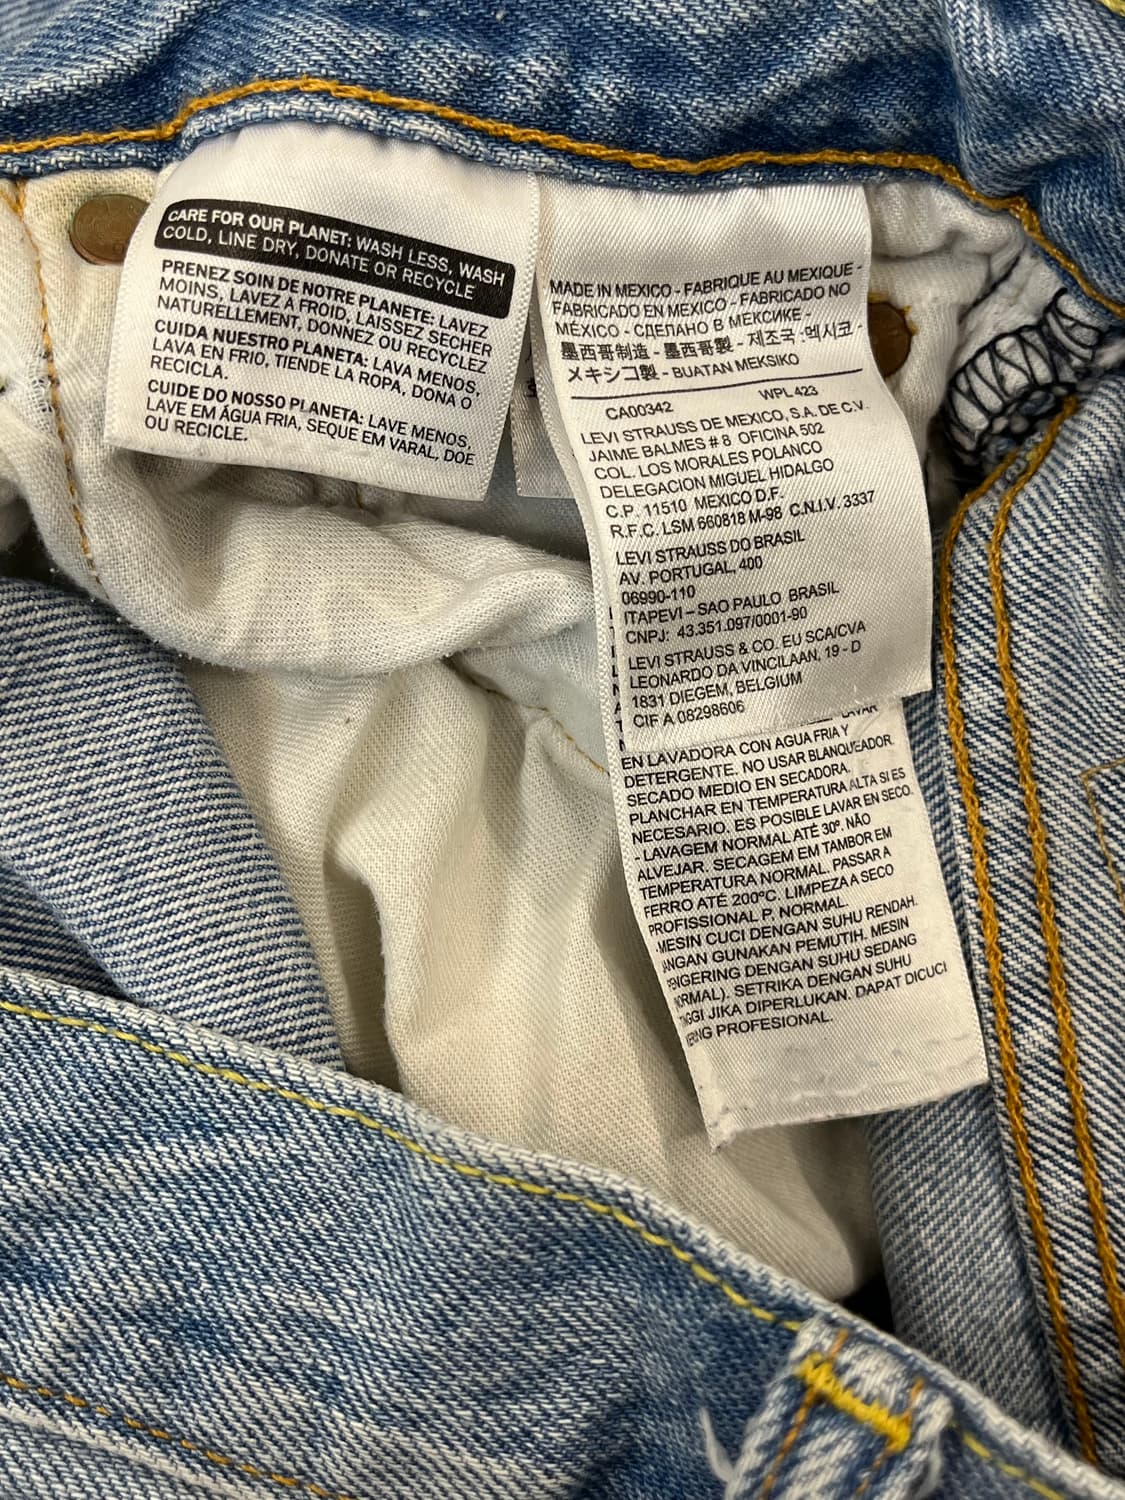 CARE FOR OUR PLANET: WASH LESS, WASH
COLD, LINE DRY, DONATE OR RECYCLE
PRENEZ SOIN DE NOTRE PLANETE: LAVEZ
MOINS, LAVEZ A FROID, LAISSEZ SECHER
NATURELLEMENT, DONNEZ OU RECYCLEZ
CUIDA NUESTRO PLANETA: LAVA MENOS,
LAVA EN FRIO, TIENDE LA ROPA, DONA O
RECICLA.
CUIDE DO NOSSO PLANETA: LAVE MENOS,
LAVE EM ÁGUA FRIA, SEQUE EM VARAL, DOE
OU RECICLE.
MADE IN MEXICO - FABRIQUE AU MEXIQUE -
FABRICADO EN MEXICO - FABRICADO NO
MÉXICO - СДЕЛАНО В МЕКСИКЕ -
墨西哥制造 - 墨西哥製 - 제조국 :멕시코 -
メキシコ製 - BUATAN MEKSIKO
CA00342 WPL 423
LEVI STRAUSS DE MEXICO, S.A. DE C.V.
JAIME BALMES # 8 OFICINA 502
COL. LOS MORALES POLANCO
DELEGACION MIGUEL HIDALGO
C.P. 11510 MEXICO D.F.
R.F.C. LSM 660818 M-98 C.N.I.V. 3337
LEVI STRAUSS DO BRASIL
AV. PORTUGAL, 400
06990-110
ITAPEVI – SAO PAULO BRASIL
CNPJ: 43.351.097/0001-90
LEVI STRAUSS & CO. EU SCA/CVA
LEONARDO DA VINCILAAN, 19 - D
1831 DIEGEM, BELGIUM
CIF A 08298606
LAVAR
EN LAVADORA CON AGUA FRIA Y
DETERGENTE. NO USAR BLANQUEADOR.
SECADO MEDIO EN SECADORA.
PLANCHAR EN TEMPERATURA ALTA SI ES
NECESARIO. ES POSIBLE LAVAR EN SECO.
- LAVAGEM NORMAL ATÉ 30º. NÃO
ALVEJAR. SECAGEM EM TAMBOR EM
TEMPERATURA NORMAL. PASSAR A
FERRO ATÉ 200ºC. LIMPEZA A SECO
PROFISSIONAL P. NORMAL.
MESIN CUCI DENGAN SUHU RENDAH.
GUNAKAN PEMUTIH. MESIN
DENGAN SUHU SEDANG
SETRIKA DENGAN SUHU
JIKA DIPERLUKAN. DAPAT DICUCI
PROFESIONAL.